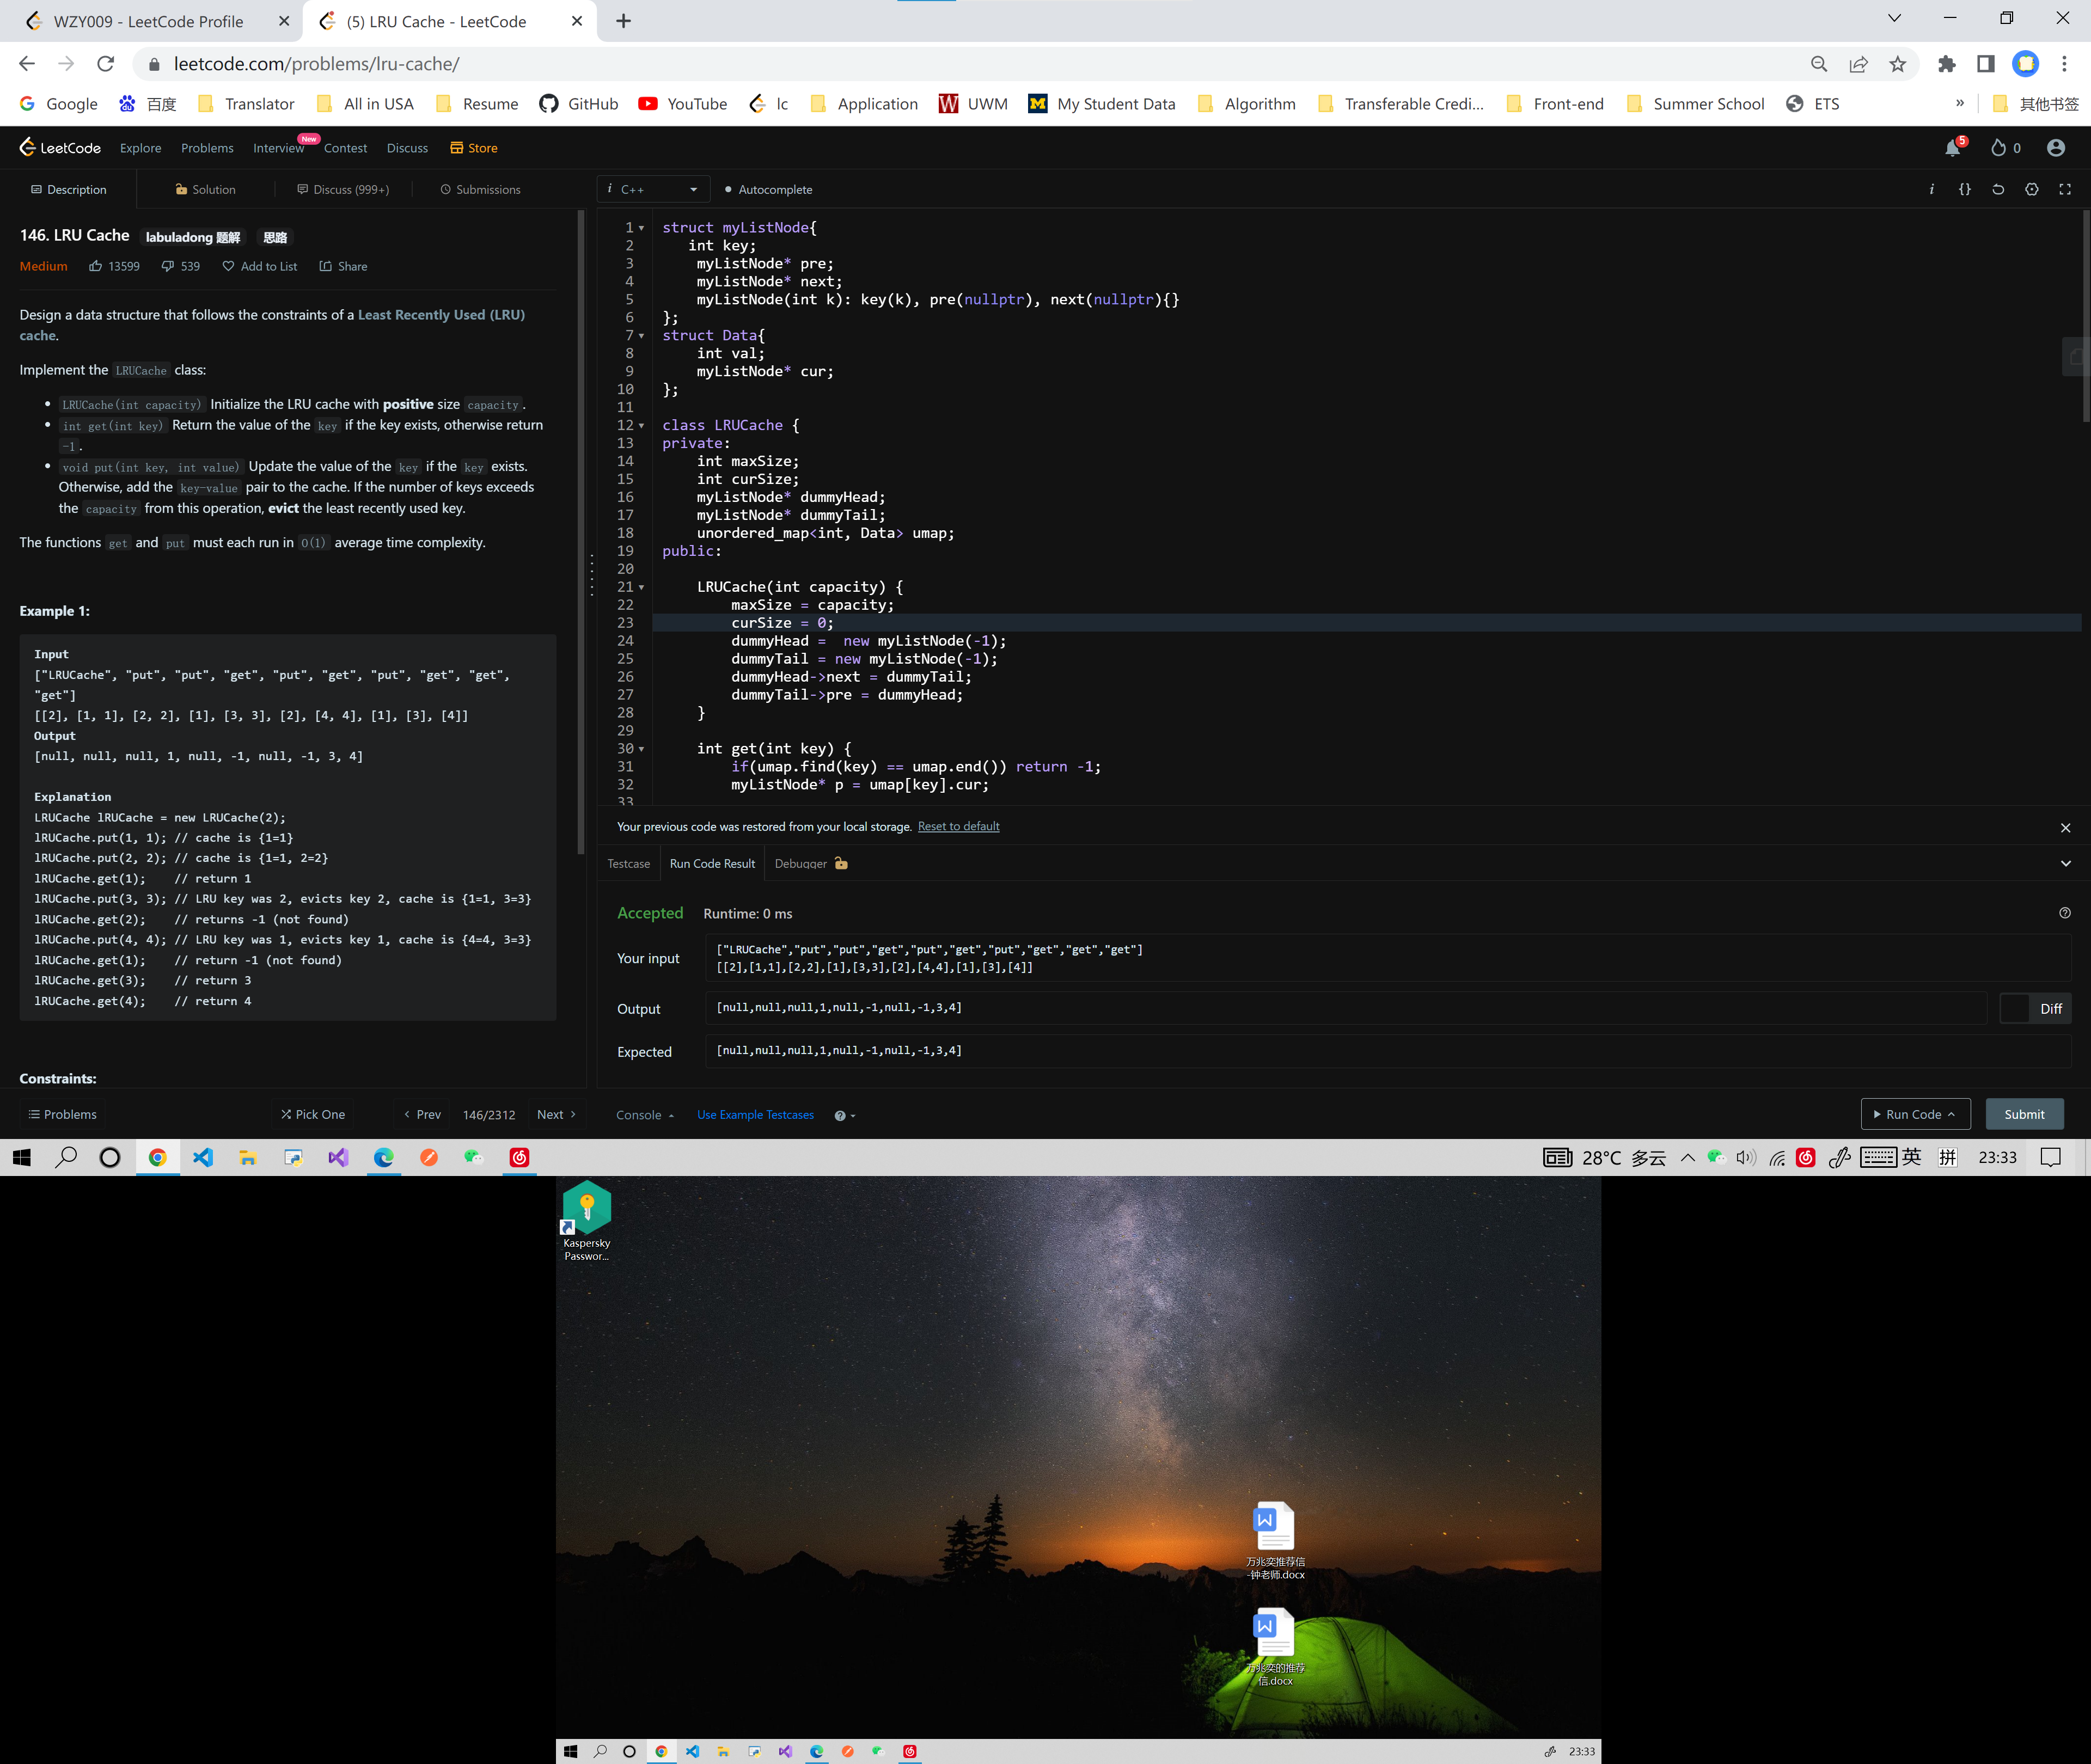 WZY009 - LeetCode Profile
(5) LRU Cache - LeetCode
leetcode.com/problems/lru-cache/
Google 百度 Translator All in USA Resume GitHub YouTube lc Application UWM My Student Data Algorithm Transferable Credi... Front-end Summer School ETS » 其他书签
LeetCode Explore Problems Interview New Contest Discuss Store 5 0
Description Solution Discuss (999+) Submissions
146. LRU Cache labuladong 题解 思路
Medium 13599 539 Add to List Share
Design a data structure that follows the constraints of a Least Recently Used (LRU)
cache.
Implement the LRUCache class:
• LRUCache(int capacity) Initialize the LRU cache with positive size capacity.
• int get(int key) Return the value of the key if the key exists, otherwise return
-1.
• void put(int key, int value) Update the value of the key if the key exists.
Otherwise, add the key-value pair to the cache. If the number of keys exceeds
the capacity from this operation, evict the least recently used key.
The functions get and put must each run in O(1) average time complexity.
Example 1:
Input
["LRUCache", "put", "put", "get", "put", "get", "put", "get", "get",
"get"]
[[2], [1, 1], [2, 2], [1], [3, 3], [2], [4, 4], [1], [3], [4]]
Output
[null, null, null, 1, null, -1, null, -1, 3, 4]
Explanation
LRUCache lRUCache = new LRUCache(2);
lRUCache.put(1, 1); // cache is {1=1}
lRUCache.put(2, 2); // cache is {1=1, 2=2}
lRUCache.get(1);    // return 1
lRUCache.put(3, 3); // LRU key was 2, evicts key 2, cache is {1=1, 3=3}
lRUCache.get(2);    // returns -1 (not found)
lRUCache.put(4, 4); // LRU key was 1, evicts key 1, cache is {4=4, 3=3}
lRUCache.get(1);    // return -1 (not found)
lRUCache.get(3);    // return 3
lRUCache.get(4);    // return 4
Constraints:
Problems Pick One Prev 146/2312 Next
i C++ Autocomplete i {}
1 struct myListNode{
2 int key;
3 myListNode* pre;
4 myListNode* next;
5 myListNode(int k): key(k), pre(nullptr), next(nullptr){}
6 };
7 struct Data{
8 int val;
9 myListNode* cur;
10 };
11
12 class LRUCache {
13 private:
14 int maxSize;
15 int curSize;
16 myListNode* dummyHead;
17 myListNode* dummyTail;
18 unordered_map<int, Data> umap;
19 public:
20
21 LRUCache(int capacity) {
22 maxSize = capacity;
23 curSize = 0;
24 dummyHead =  new myListNode(-1);
25 dummyTail = new myListNode(-1);
26 dummyHead->next = dummyTail;
27 dummyTail->pre = dummyHead;
28 }
29
30 int get(int key) {
31 if(umap.find(key) == umap.end()) return -1;
32 myListNode* p = umap[key].cur;
33
Your previous code was restored from your local storage. Reset to default
Testcase Run Code Result Debugger
Accepted Runtime: 0 ms
Your input
["LRUCache","put","put","get","put","get","put","get","get","get"]
[[2],[1,1],[2,2],[1],[3,3],[2],[4,4],[1],[3],[4]]
Output [null,null,null,1,null,-1,null,-1,3,4] Diff
Expected [null,null,null,1,null,-1,null,-1,3,4]
Console Use Example Testcases Run Code Submit
28°C 多云 英 拼 23:33
Kaspersky
Passwor...
万兆奕推荐信
-钟老师.docx
万兆奕的推荐
信.docx
23:33